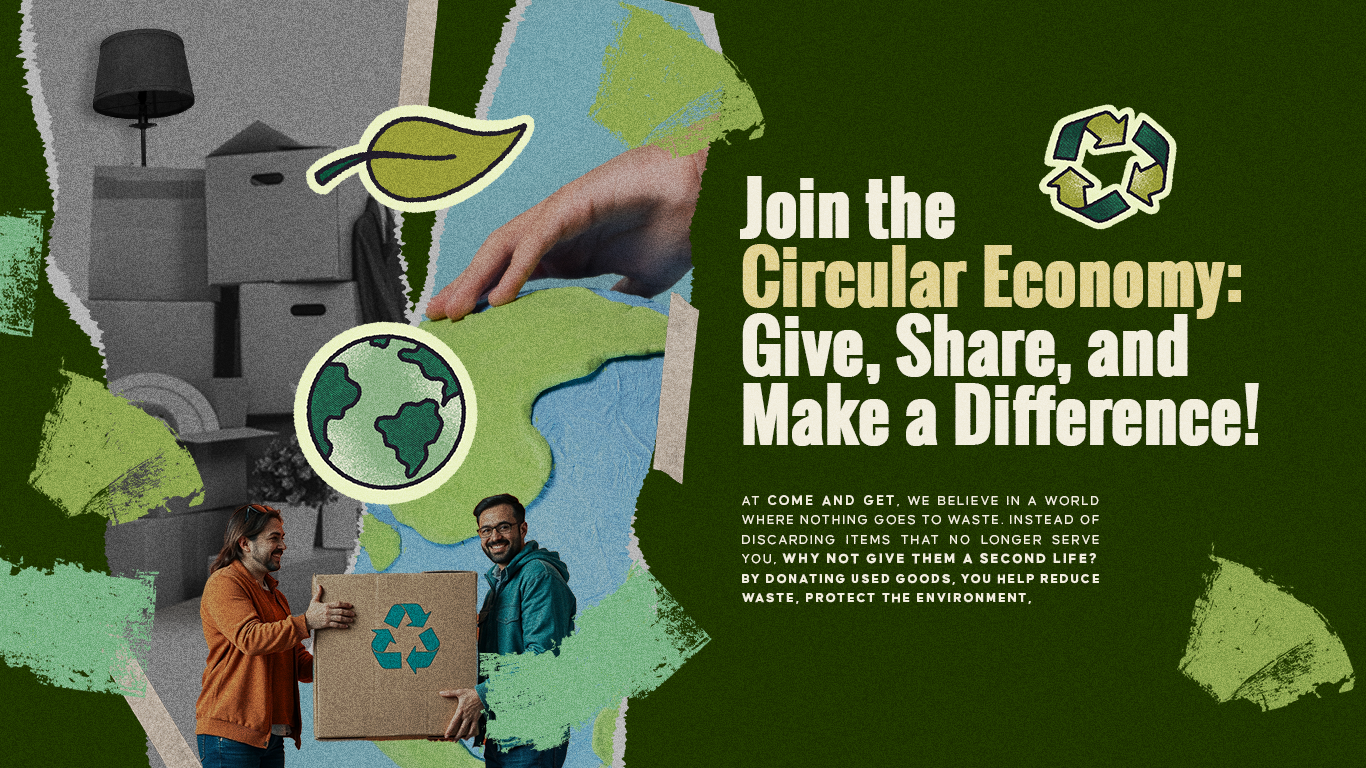 Join the
Circular Economy:
Give, Share, and
Make a Difference!
AT COME AND GET, WE BELIEVE IN A WORLD
WHERE NOTHING GOES TO WASTE. INSTEAD OF
DISCARDING ITEMS THAT NO LONGER SERVE
YOU, WHY NOT GIVE THEM A SECOND LIFE?
BY DONATING USED GOODS, YOU HELP REDUCE
WASTE, PROTECT THE ENVIRONMENT,